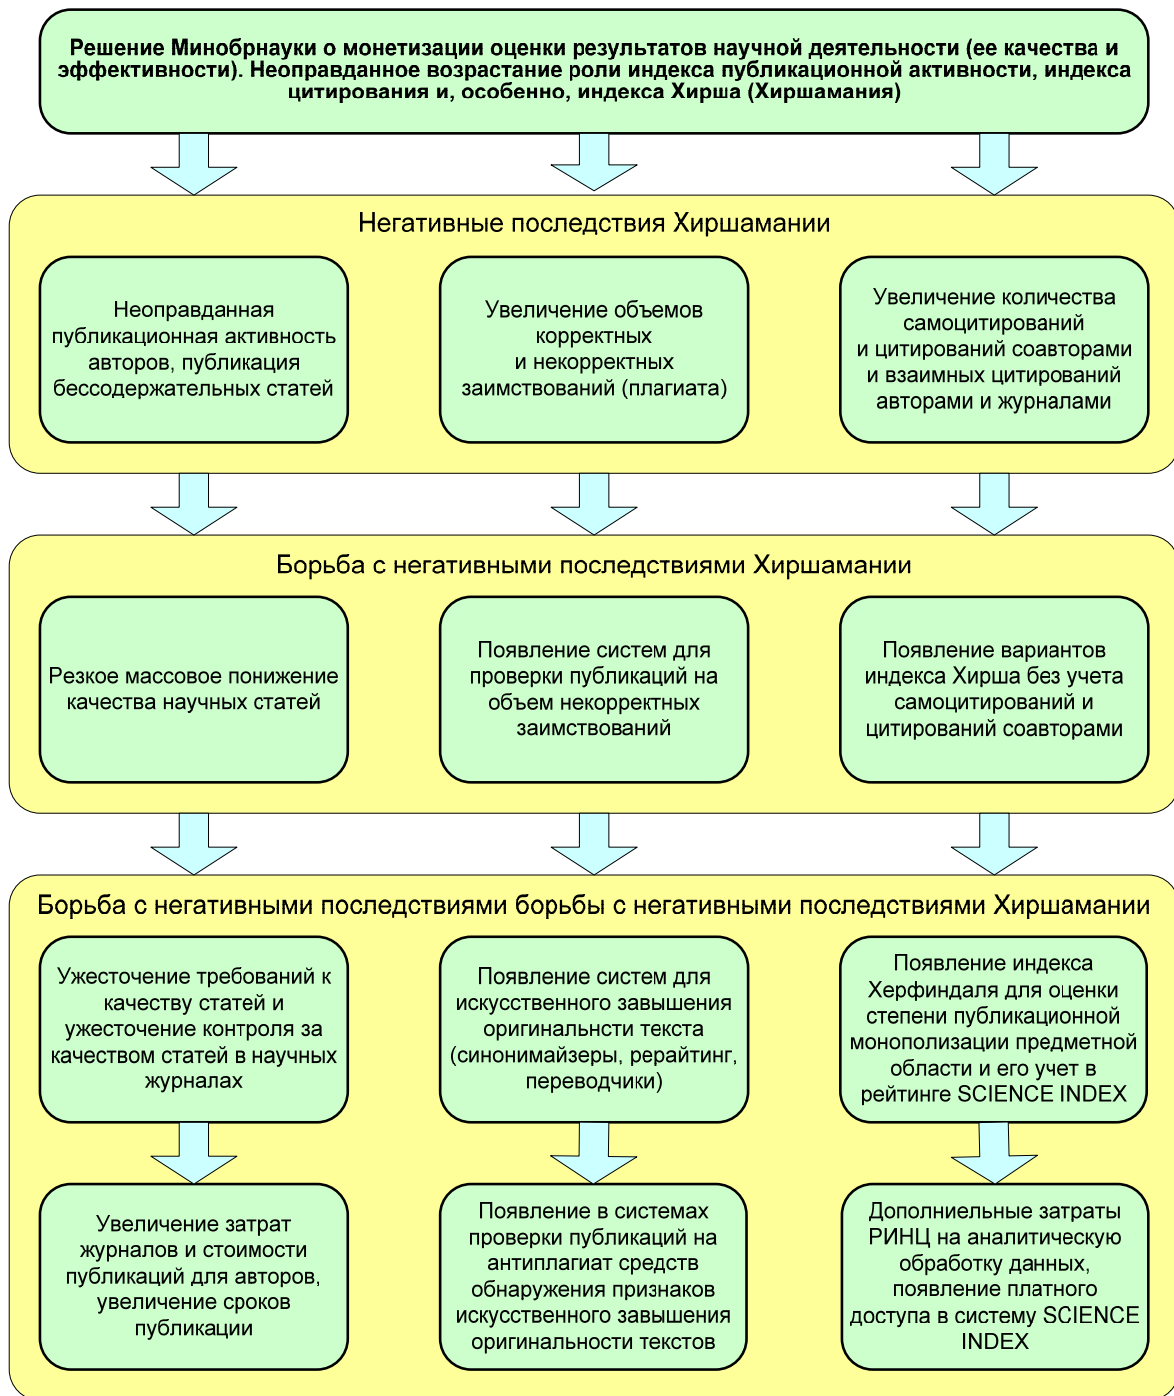 Решение Минобрнауки о монетизации оценки результатов научной деятельности (ее качества и
эффективности). Неоправданное возрастание роли индекса публикационной активности, индекса
цитирования и, особенно, индекса Хирша (Хиршамания)
Негативные последствия Хиршамании
Неоправданная
публикационная активность
авторов, публикация
бессодержательных статей
Увеличение объемов
корректных
и некорректных
заимствований (плагиата)
Увеличение количества
самоцитирований
и цитирований соавторами
и взаимных цитирований
авторами и журналами
Борьба с негативными последствиями Хиршамании
Резкое массовое понижение
качества научных статей
Появление систем для
проверки публикаций на
объем некорректных
заимствований
Появление вариантов
индекса Хирша без учета
самоцитирований и
цитирований соавторами
Борьба с негативными последствиями борьбы с негативными последствиями Хиршамании
Ужесточение требований к
качеству статей и
ужесточение контроля за
качеством статей в научных
журналах
Появление систем для
искусственного завышения
оригинальнсти текста
(синонимайзеры, рерайтинг,
переводчики)
Появление индекса
Херфиндаля для оценки
степени публикационной
монополизации предметной
области и его учет в
рейтинге SCIENCE INDEX
Увеличение затрат
журналов и стоимости
публикаций для авторов,
увеличение сроков
публикации
Появление в системах
проверки публикаций на
антиплагиат средств
обнаружения признаков
искусственного завышения
оригинальности текстов
Дополниельные затраты
РИНЦ на аналитическую
обработку данных,
появление платного
доступа в систему SCIENCE
INDEX